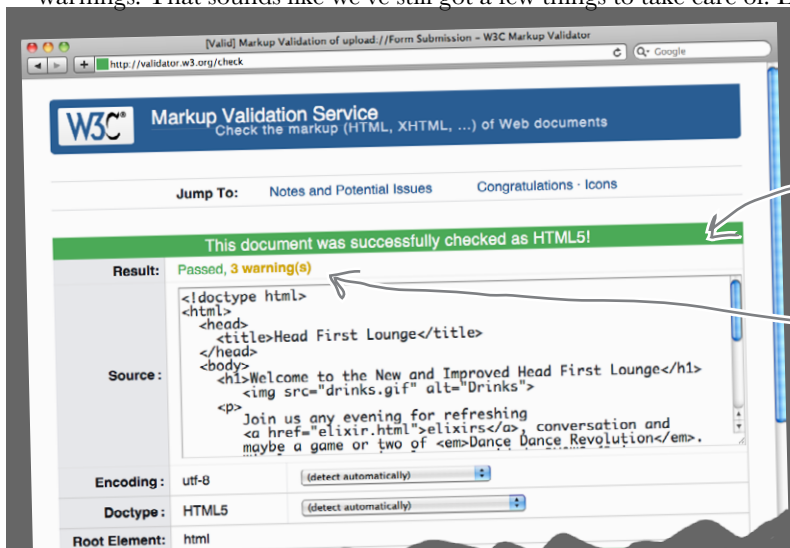 warnings. That sounds like we've still got a few things to take care of.
[Valid] Markup Validation of upload://Form Submission – W3C Markup Validator
http://validator.w3.org/check
Google
W3C® Markup Validation Service
Check the markup (HTML, XHTML, ...) of Web documents
Jump To: Notes and Potential Issues Congratulations · Icons
This document was successfully checked as HTML5!
Result: Passed, 3 warning(s)
Source :
<!doctype html>
<html>
<head>
<title>Head First Lounge</title>
</head>
<body>
<h1>Welcome to the New and Improved Head First Lounge</h1>
<img src="drinks.gif" alt="Drinks">
<p>
Join us any evening for refreshing
<a href="elixir.html">elixirs</a>, conversation and
maybe a game or two of <em>Dance Dance Revolution</em>.
Encoding : utf-8 (detect automatically)
Doctype : HTML5 (detect automatically)
Root Element: html